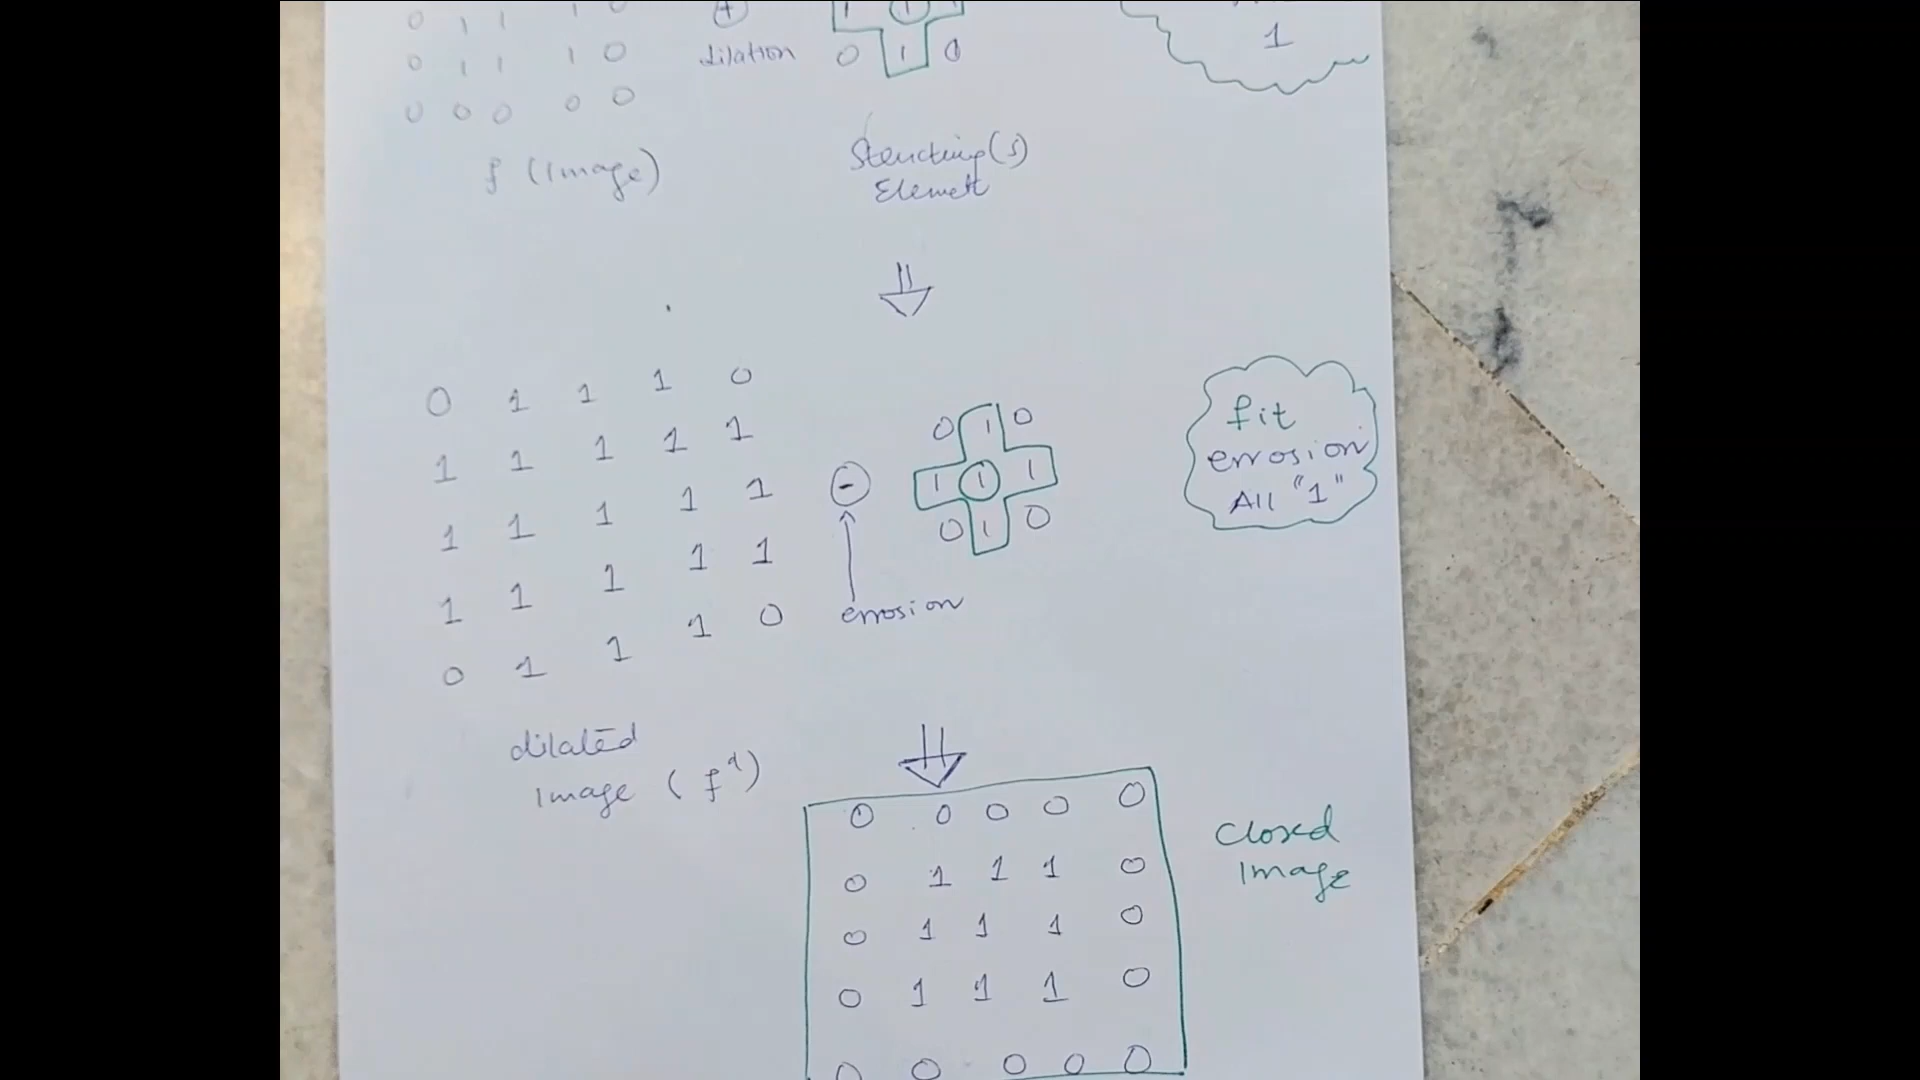 0 1 1 1 0
dilation
0 1 0
1
0 1 1 1 0
0 0 0 0 0
f (Image)
Structuing(s)
Element
0 1 1 1 0
1 1 1 1 1
1 1 1 1 1
1 1 1 1 1
0 1 1 1 0
-
0 1 0
1 1 1
0 1 0
errosion
fit
errosion
All "1"
dilated
Image (f1)
0 0 0 0 0
0 1 1 1 0
0 1 1 1 0
0 1 1 1 0
0 0 0 0 0
Closed
Image